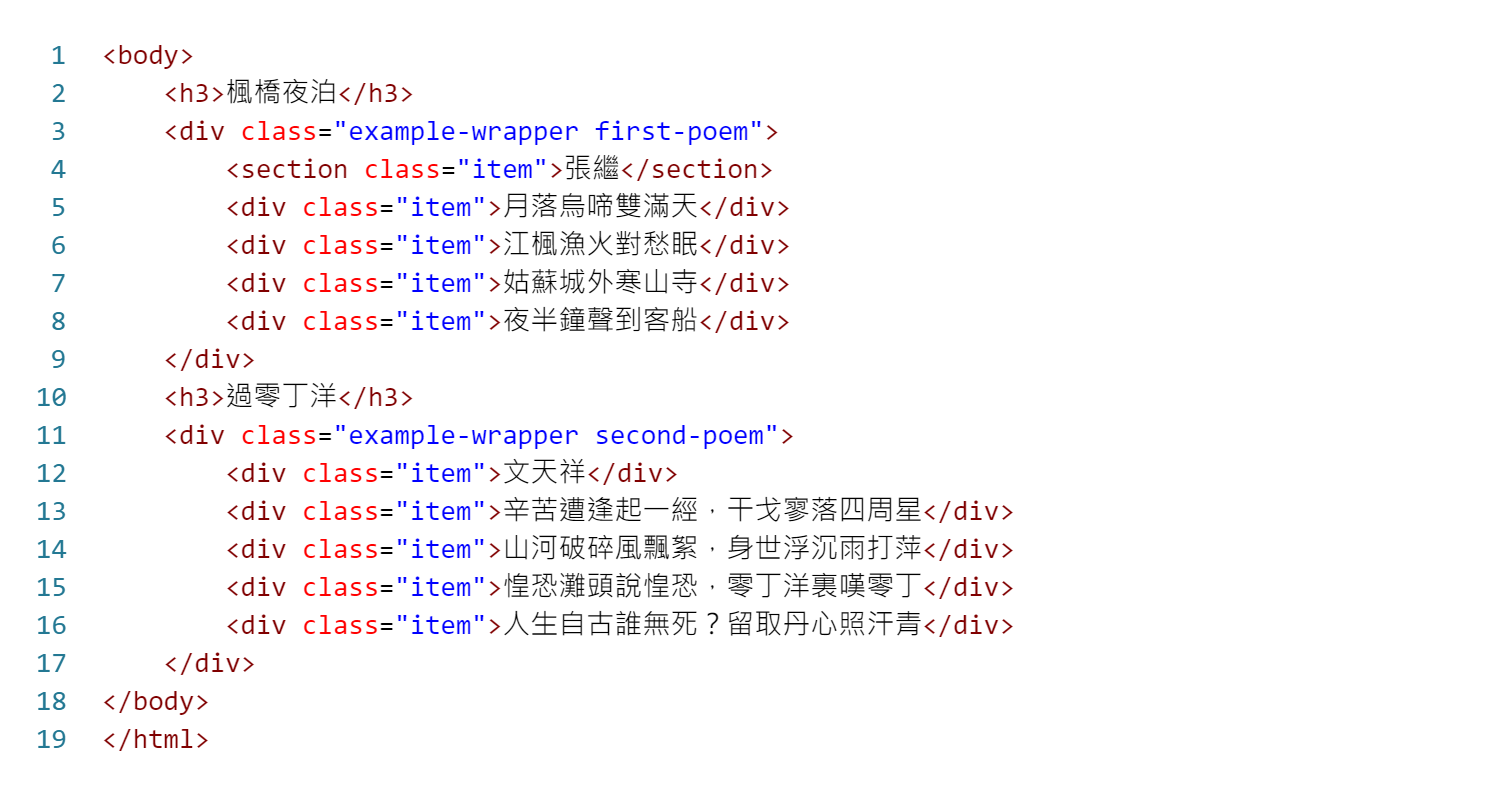 1 <body>
2     <h3>楓橋夜泊</h3>
3     <div class="example-wrapper first-poem">
4         <section class="item">張繼</section>
5         <div class="item">月落烏啼雙滿天</div>
6         <div class="item">江楓漁火對愁眠</div>
7         <div class="item">姑蘇城外寒山寺</div>
8         <div class="item">夜半鐘聲到客船</div>
9     </div>
10     <h3>過零丁洋</h3>
11     <div class="example-wrapper second-poem">
12         <div class="item">文天祥</div>
13         <div class="item">辛苦遭逢起一經，干戈寥落四周星</div>
14         <div class="item">山河破碎風飄絮，身世浮沉雨打萍</div>
15         <div class="item">惶恐灘頭說惶恐，零丁洋裏嘆零丁</div>
16         <div class="item">人生自古誰無死？留取丹心照汗青</div>
17     </div>
18 </body>
19 </html>